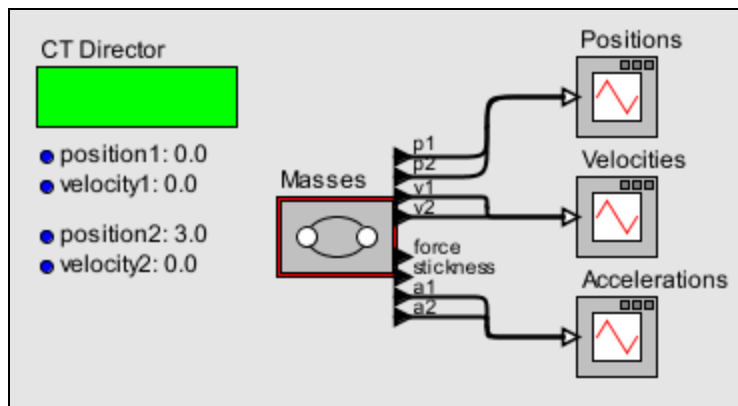 CT Director
position1: 0.0
velocity1: 0.0
position2: 3.0
velocity2: 0.0
Masses
p1
p2
v1
v2
force
stickness
a1
a2
Positions
Velocities
Accelerations